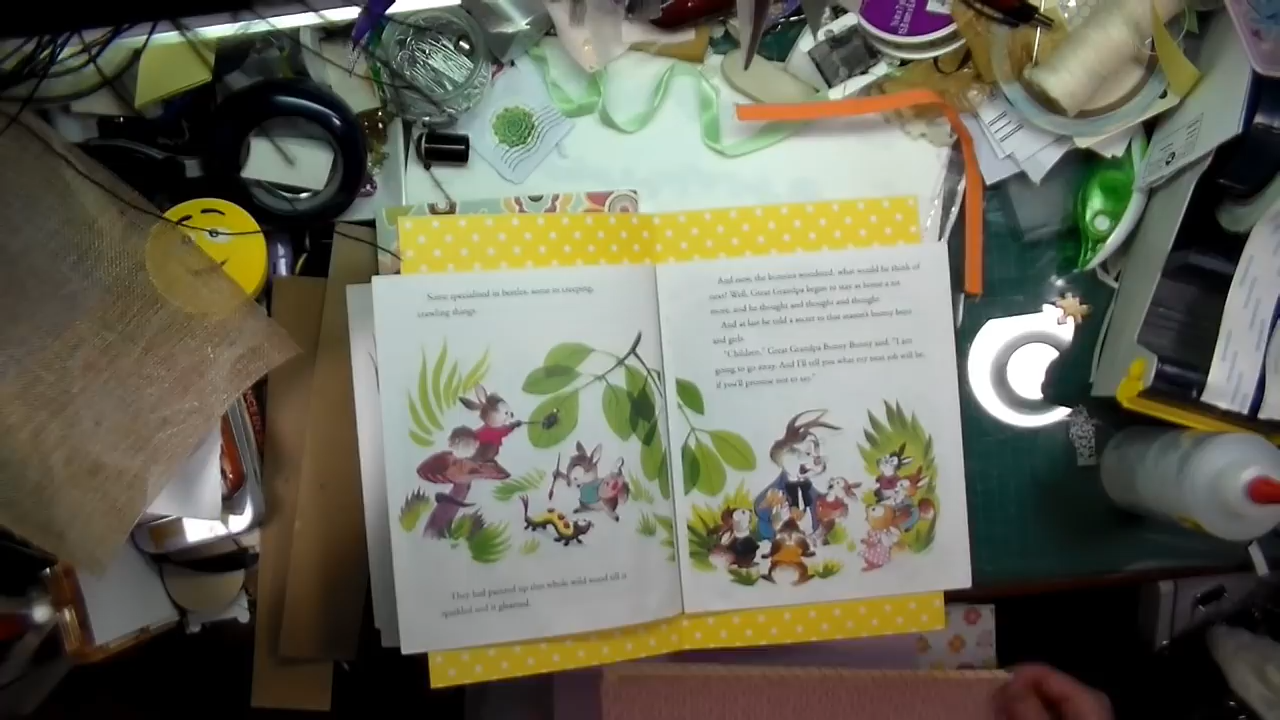 Some specialized in beetles, some in creeping,
crawling things.
They had painted up that whole wild wood till it
sparkled and it gleamed.
And now, the bunnies wondered, what would he think of
next? Well, Great Grandpa began to stay at home a lot
more, and he thought and thought and thought.
And at last he told a secret to that season's bunny boys
and girls.
"Children," Great Grandpa Bunny Bunny said, "I am
going to go away. And I'll tell you what my next job will be,
if you'll promise not to say."